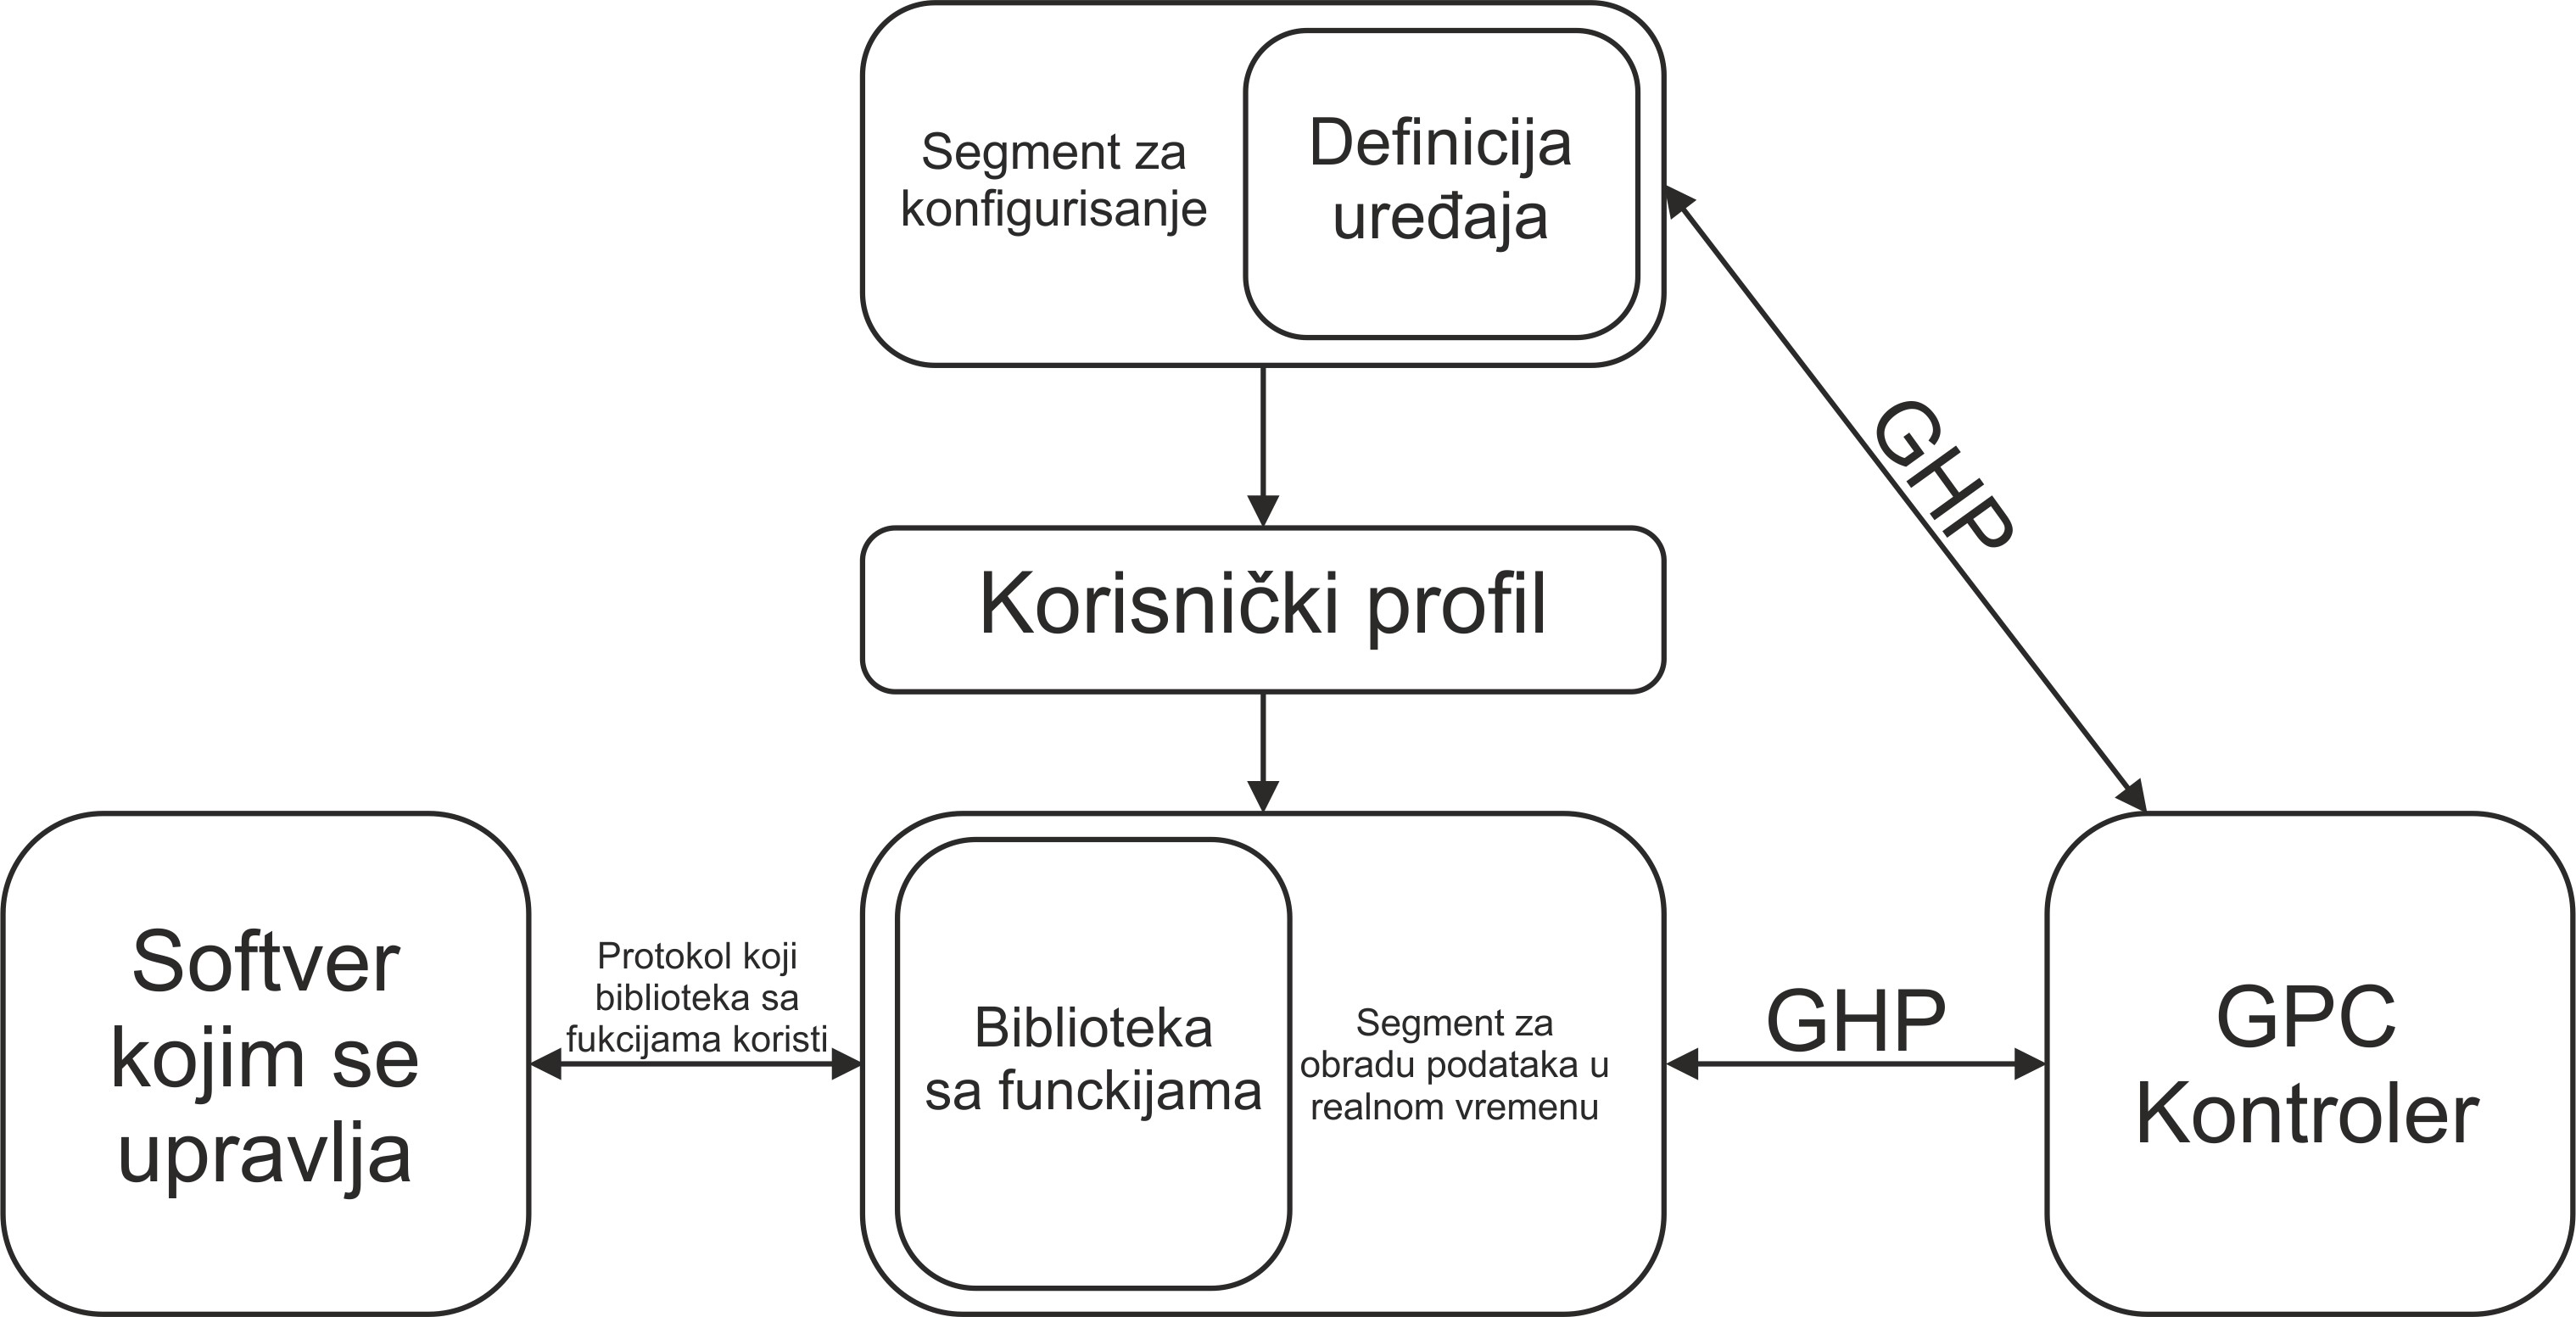 Segment za
konfigurisanje
Definicija
uređaja
GHP
Korisnički profil
Softver
kojim se
upravlja
Protokol koji
biblioteka sa
fukcijama koristi
Biblioteka
sa funckijama
Segment za
obradu podataka u
realnom vremenu
GHP
GPC
Kontroler